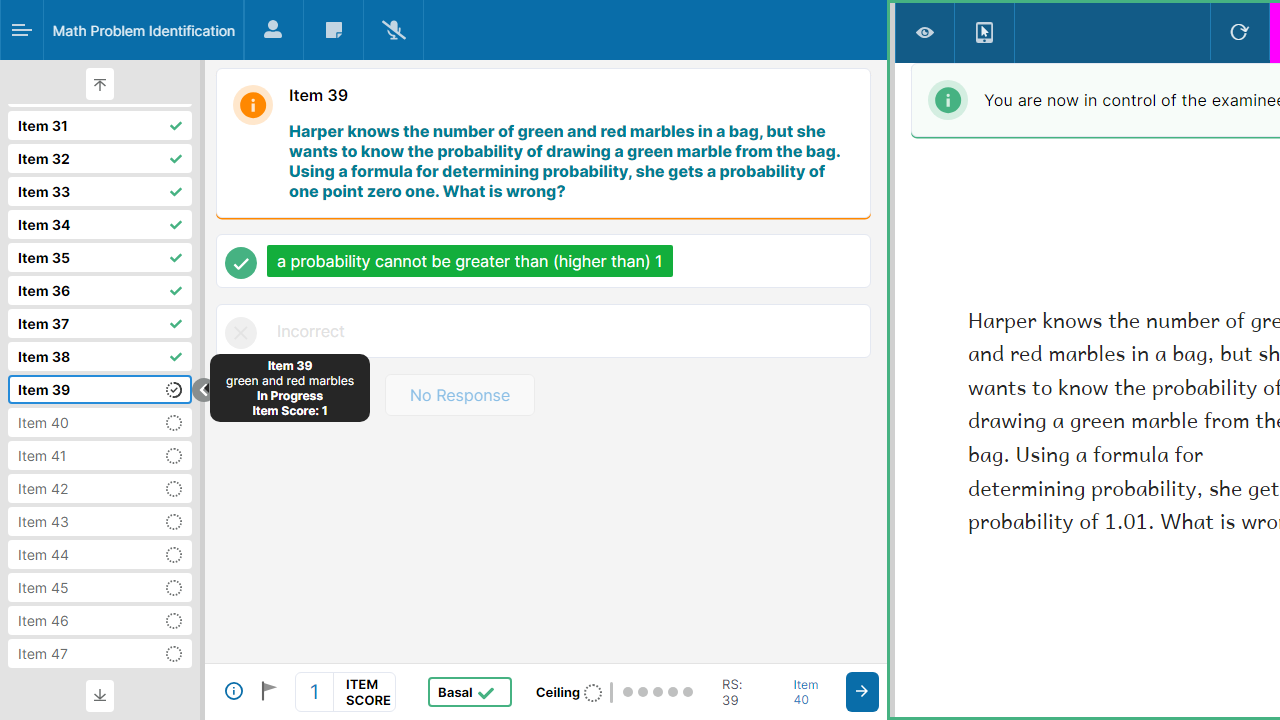 Math Problem Identification
Item 31
Item 32
Item 33
Item 34
Item 35
Item 36
Item 37
Item 38
Item 39
Item 40
Item 41
Item 42
Item 43
Item 44
Item 45
Item 46
Item 47
Item 39
Harper knows the number of green and red marbles in a bag, but she
wants to know the probability of drawing a green marble from the bag.
Using a formula for determining probability, she gets a probability of
one point zero one. What is wrong?
a probability cannot be greater than (higher than) 1
Incorrect
Item 39
green and red marbles
In Progress
Item Score: 1
No Response
1
ITEM
SCORE
Basal
Ceiling
RS:
39
Item
40
You are now in control of the examinee
Harper knows the number of gre
and red marbles in a bag, but sh
wants to know the probability of
drawing a green marble from the
bag. Using a formula for
determining probability, she get
probability of 1.01. What is wro